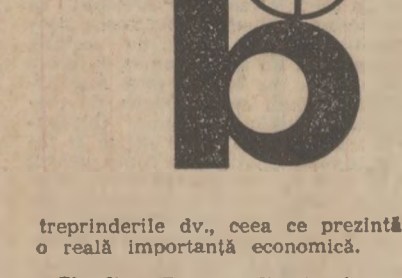 b
treprinderile dv., ceea ce prezintă
o reală importanță economică.